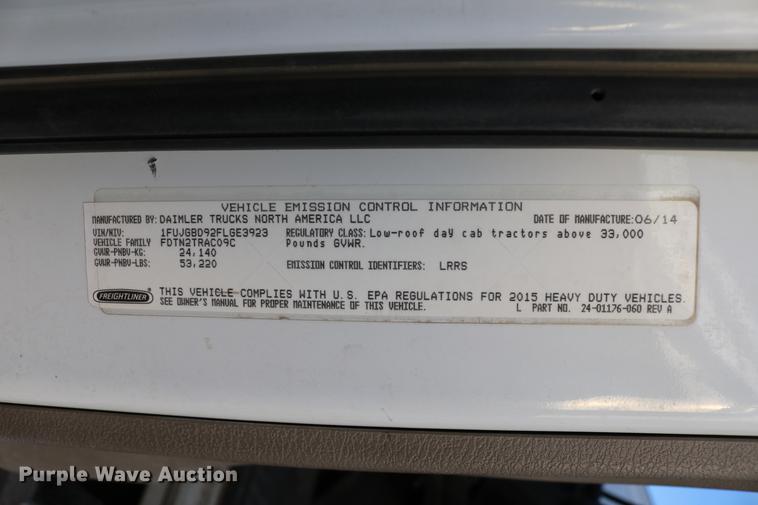 VEHICLE EMISSION CONTROL INFORMATION
MANUFACTURED BY: DAIMLER TRUCKS NORTH AMERICA LLC DATE OF MANUFACTURE: 06/14
VIN/NIV: 1FUJGBD92FLGE3923 REGULATORY CLASS: Low-roof day cab tractors above 33,000
VEHICLE FAMILY FDTN2TRAC09C Pounds GVWR.
GVWR-PNBV-KG: 24,140
GVWR-PNBV-LBS: 53,220 EMISSION CONTROL IDENTIFIERS: LRRS
FREIGHTLINER THIS VEHICLE COMPLIES WITH U.S. EPA REGULATIONS FOR 2015 HEAVY DUTY VEHICLES.
SEE OWNER'S MANUAL FOR PROPER MAINTENANCE OF THIS VEHICLE.
L PART NO. 24-01176-060 REV A
Purple Wave Auction